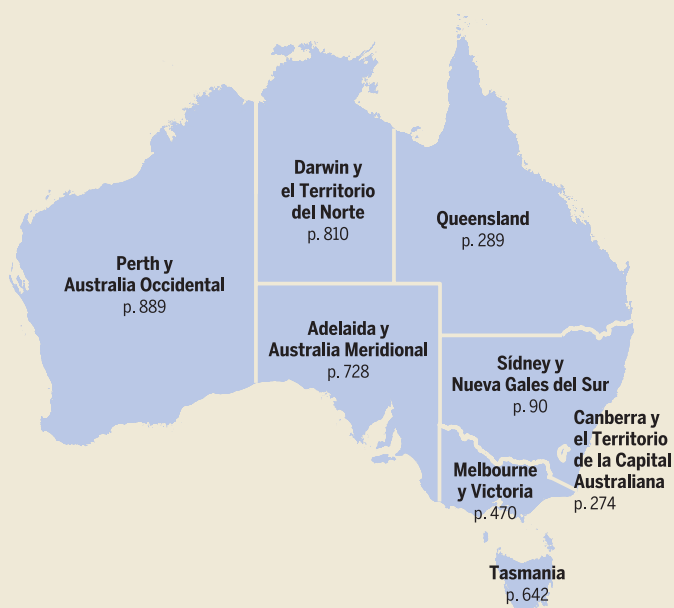 Darwin y
el Territorio
del Norte
p. 810
Queensland
p. 289
Perth y
Australia Occidental
p. 889
Adelaida y
Australia Meridional
p. 728
Sídney y
Nueva Gales del Sur
p. 90
Canberra y
el Territorio
de la Capital
Australiana
p. 274
Melbourne
y Victoria
p. 470
Tasmania
p. 642